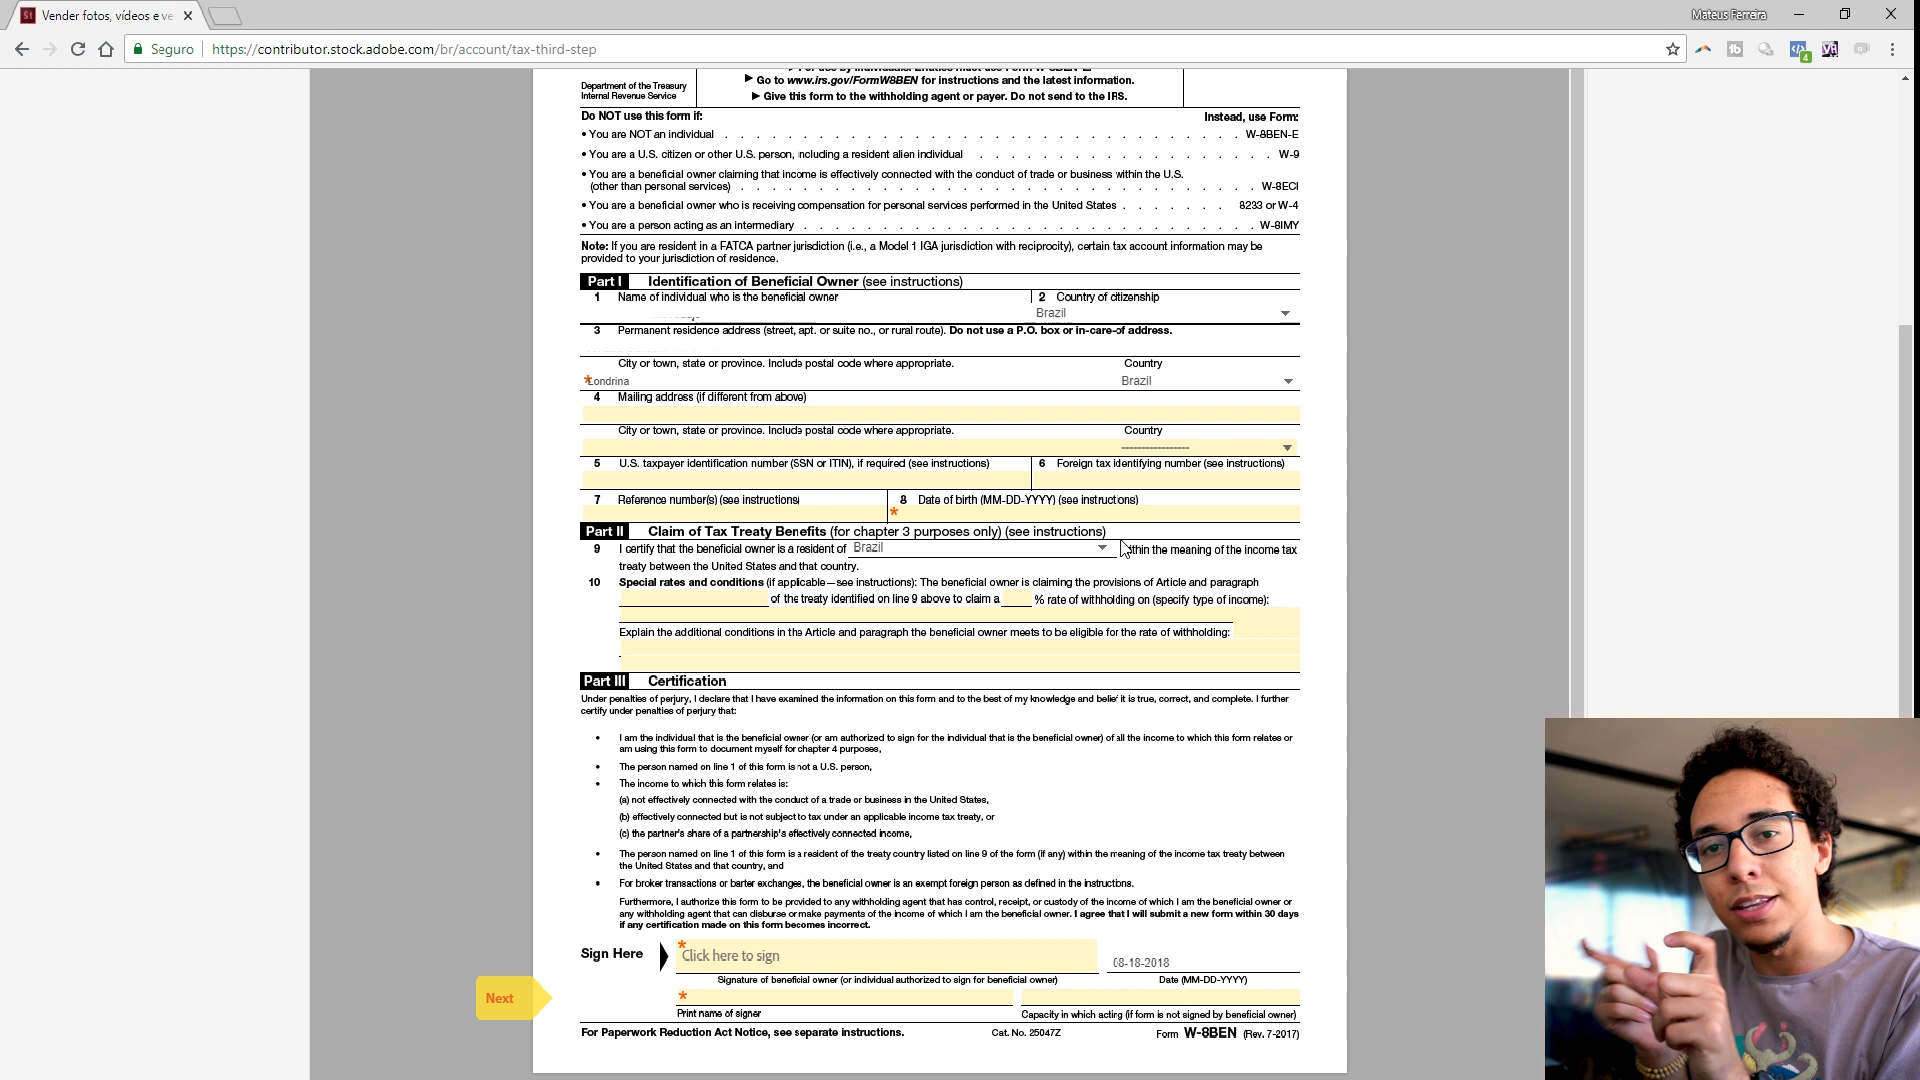 Vender fotos, vídeos e ve
Mateus Ferreira
Seguro
https://contributor.stock.adobe.com/br/account/tax-third-step
4
Department of the Treasury
Internal Revenue Service
▶ Go to www.irs.gov/FormW8BEN for instructions and the latest information.
▶ Give this form to the withholding agent or payer. Do not send to the IRS.
Do NOT use this form if:
Instead, use Form:
• You are NOT an individual . . . W-8BEN-E
• You are a U.S. citizen or other U.S. person, including a resident alien individual . . . W-9
• You are a beneficial owner claiming that income is effectively connected with the conduct of trade or business within the U.S.
(other than personal services) . . . W-8ECI
• You are a beneficial owner who is receiving compensation for personal services performed in the United States . . . 8233 or W-4
• You are a person acting as an intermediary . . . W-8IMY
Note: If you are resident in a FATCA partner jurisdiction (i.e., a Model 1 IGA jurisdiction with reciprocity), certain tax account information may be
provided to your jurisdiction of residence.
Part I Identification of Beneficial Owner (see instructions)
1 Name of individual who is the beneficial owner
2 Country of citizenship
Brazil
3 Permanent residence address (street, apt. or suite no., or rural route). Do not use a P.O. box or in-care-of address.
City or town, state or province. Include postal code where appropriate.
Country
*Londrina
Brazil
4 Mailing address (if different from above)
City or town, state or province. Include postal code where appropriate.
Country
-----------------
5 U.S. taxpayer identification number (SSN or ITIN), if required (see instructions)
6 Foreign tax identifying number (see instructions)
7 Reference number(s) (see instructions)
8 Date of birth (MM-DD-YYYY) (see instructions)
*
Part II Claim of Tax Treaty Benefits (for chapter 3 purposes only) (see instructions)
9 I certify that the beneficial owner is a resident of Brazil within the meaning of the income tax
treaty between the United States and that country.
10 Special rates and conditions (if applicable—see instructions): The beneficial owner is claiming the provisions of Article and paragraph
of the treaty identified on line 9 above to claim a % rate of withholding on (specify type of income):
Explain the additional conditions in the Article and paragraph the beneficial owner meets to be eligible for the rate of withholding:
Part III Certification
Under penalties of perjury, I declare that I have examined the information on this form and to the best of my knowledge and belief it is true, correct, and complete. I further
certify under penalties of perjury that:
• I am the individual that is the beneficial owner (or am authorized to sign for the individual that is the beneficial owner) of all the income to which this form relates or
am using this form to document myself for chapter 4 purposes,
• The person named on line 1 of this form is not a U.S. person,
• The income to which this form relates is:
(a) not effectively connected with the conduct of a trade or business in the United States,
(b) effectively connected but is not subject to tax under an applicable income tax treaty, or
(c) the partner's share of a partnership's effectively connected income,
• The person named on line 1 of this form is a resident of the treaty country listed on line 9 of the form (if any) within the meaning of the income tax treaty between
the United States and that country, and
• For broker transactions or barter exchanges, the beneficial owner is an exempt foreign person as defined in the instructions.
Furthermore, I authorize this form to be provided to any withholding agent that has control, receipt, or custody of the income of which I am the beneficial owner or
any withholding agent that can disburse or make payments of the income of which I am the beneficial owner. I agree that I will submit a new form within 30 days
if any certification made on this form becomes incorrect.
Sign Here
* Click here to sign
08-18-2018
Signature of beneficial owner (or individual authorized to sign for beneficial owner)
Date (MM-DD-YYYY)
Next
*
Print name of signer
Capacity in which acting (if form is not signed by beneficial owner)
For Paperwork Reduction Act Notice, see separate instructions.
Cat. No. 25047Z
Form W-8BEN (Rev. 7-2017)